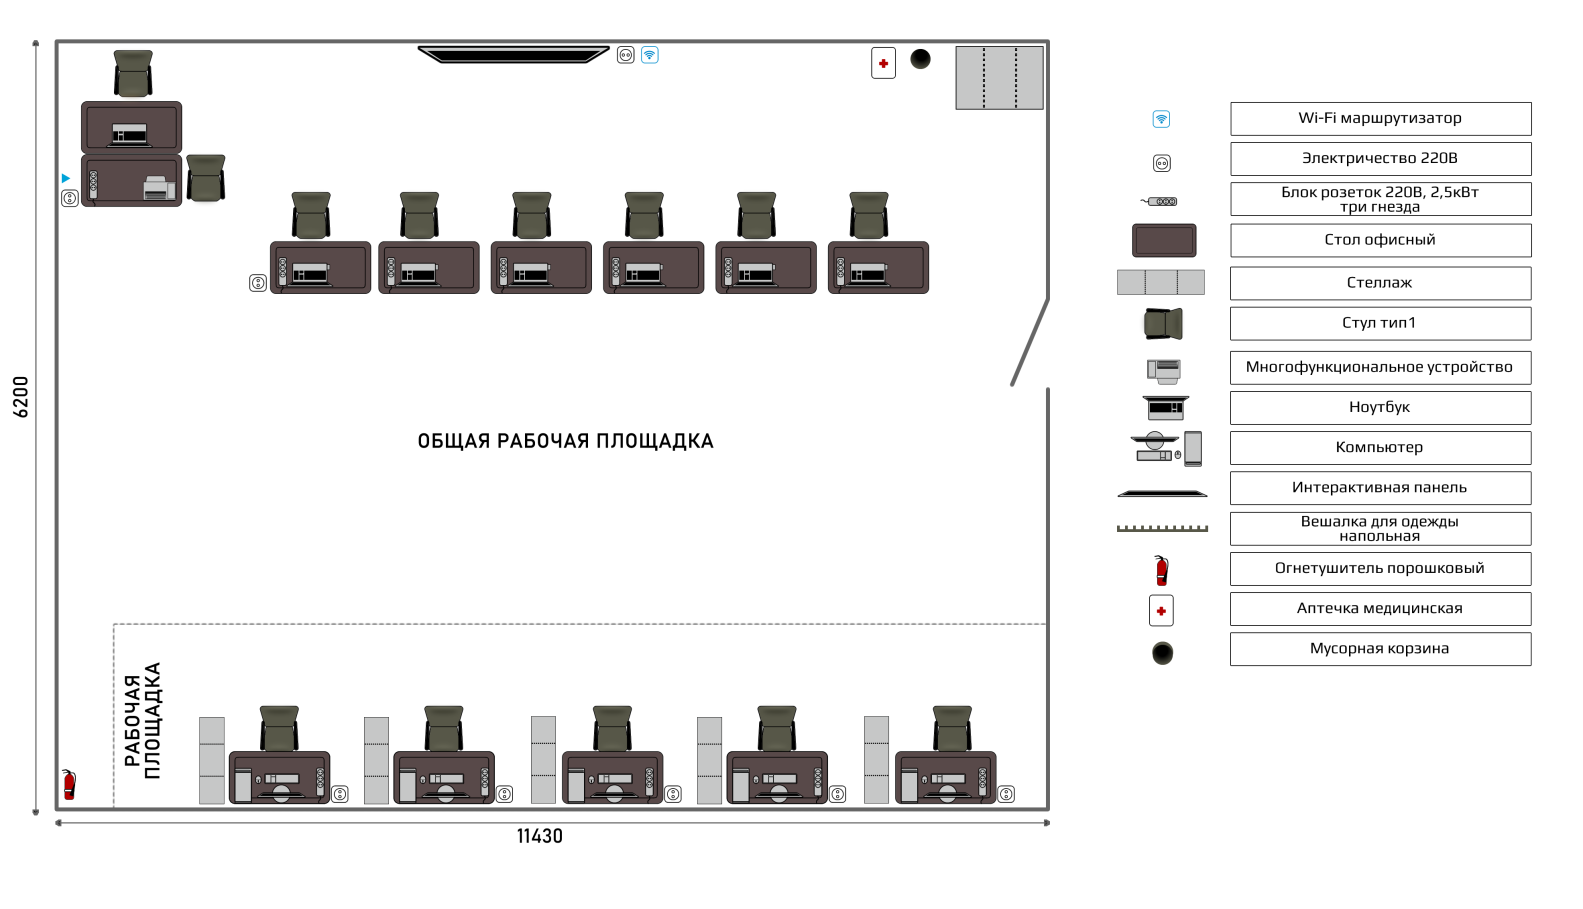 6200
ОБЩАЯ РАБОЧАЯ ПЛОЩАДКА
РАБОЧАЯ
ПЛОЩАДКА
11430
Wi-Fi маршрутизатор
Электричество 220В
Блок розеток 220В, 2,5кВт
три гнезда
Стол офисный
Стеллаж
Стул тип1
Многофункциональное устройство
Ноутбук
Компьютер
Интерактивная панель
Вешалка для одежды
напольная
Огнетушитель порошковый
Аптечка медицинская
Мусорная корзина